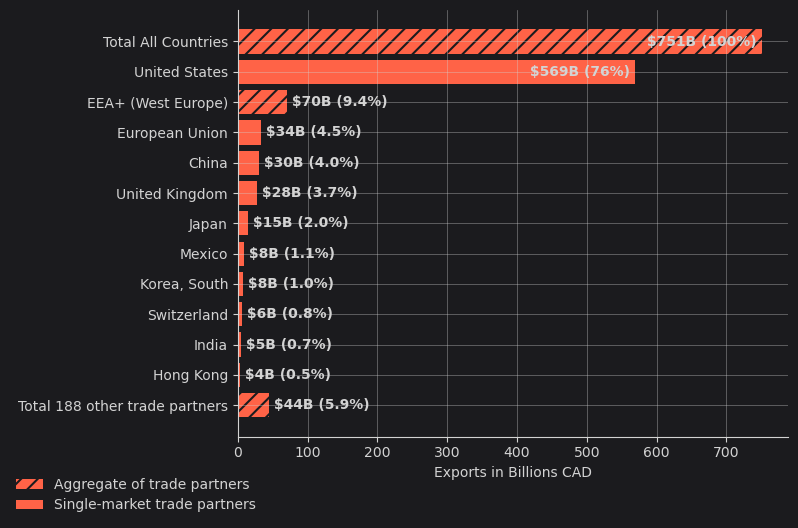 Total All Countries $751B (100%)
United States $569B (76%)
EEA+ (West Europe) $70B (9.4%)
European Union $34B (4.5%)
China $30B (4.0%)
United Kingdom $28B (3.7%)
Japan $15B (2.0%)
Mexico $8B (1.1%)
Korea, South $8B (1.0%)
Switzerland $6B (0.8%)
India $5B (0.7%)
Hong Kong $4B (0.5%)
Total 188 other trade partners $44B (5.9%)
0 100 200 300 400 500 600 700
Exports in Billions CAD
Aggregate of trade partners
Single-market trade partners